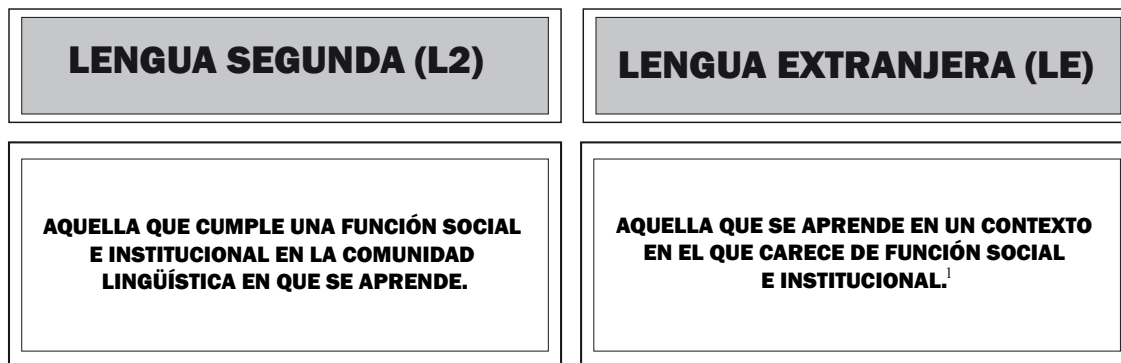 LENGUA SEGUNDA (L2)
LENGUA EXTRANJERA (LE)
AQUELLA QUE CUMPLE UNA FUNCIÓN SOCIAL
E INSTITUCIONAL EN LA COMUNIDAD
LINGÜÍSTICA EN QUE SE APRENDE.
AQUELLA QUE SE APRENDE EN UN CONTEXTO
EN EL QUE CARECE DE FUNCIÓN SOCIAL
E INSTITUCIONAL.¹